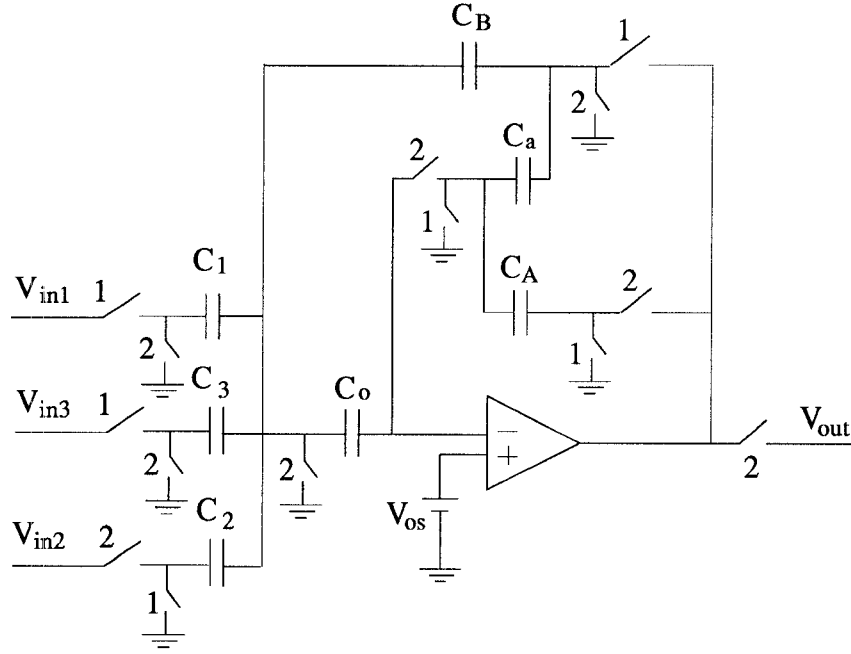 C_B
1
2
C_a
2
1
C_A
2
1
C_1
V_in1 1
2
C_3
V_in3 1
2
C_o
2
−
+
V_out
2
V_os
C_2
V_in2 2
1